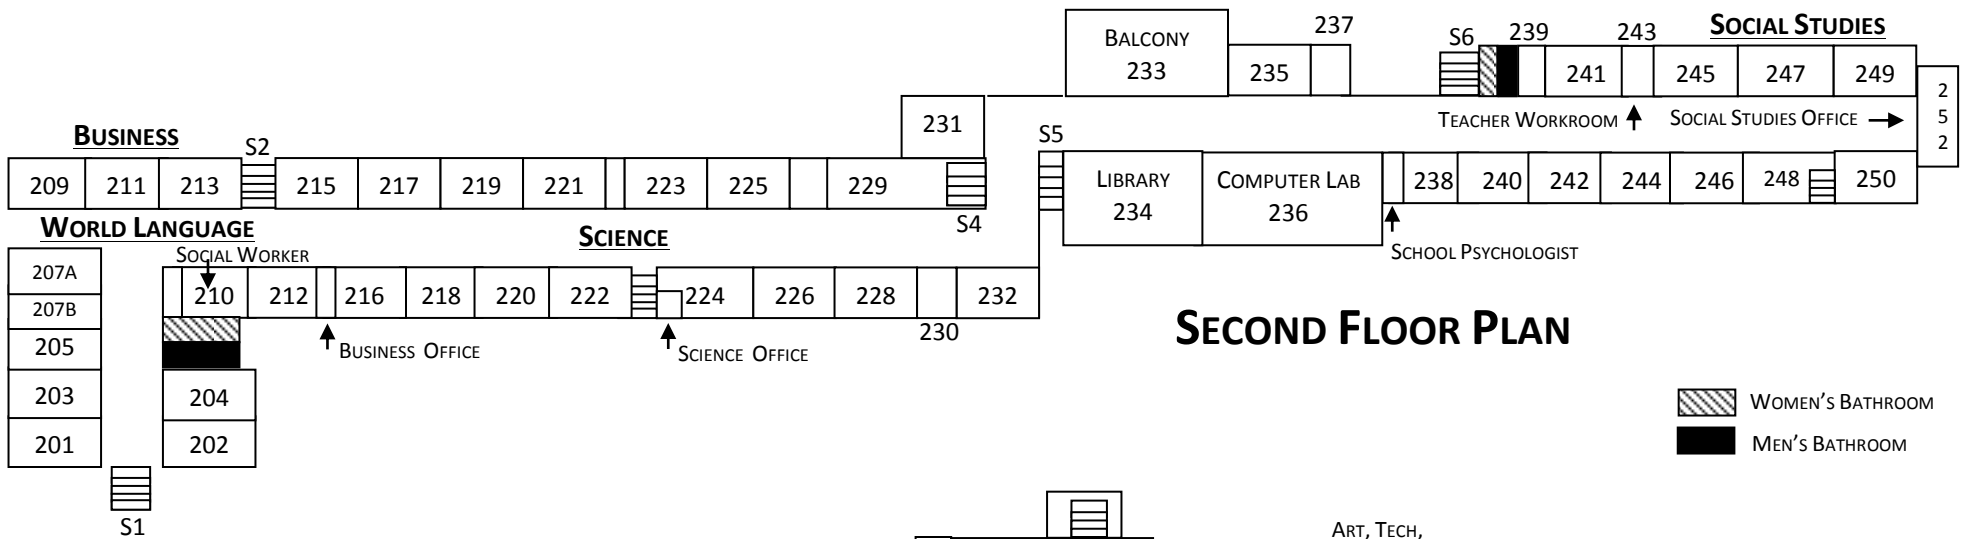 237
SOCIAL STUDIES
BALCONY
233
235
S6
239
243
241
245
247
249
252
TEACHER WORKROOM
SOCIAL STUDIES OFFICE
231
BUSINESS
S2
S5
209
211
213
215
217
219
221
223
225
229
S4
LIBRARY
234
COMPUTER LAB
236
238
240
242
244
246
248
250
SCHOOL PSYCHOLOGIST
WORLD LANGUAGE
SOCIAL WORKER
SCIENCE
207A
207B
205
203
201
210
212
216
218
220
222
224
226
228
230
232
BUSINESS OFFICE
SCIENCE OFFICE
204
202
S1
SECOND FLOOR PLAN
WOMEN'S BATHROOM
MEN'S BATHROOM
ART, TECH,